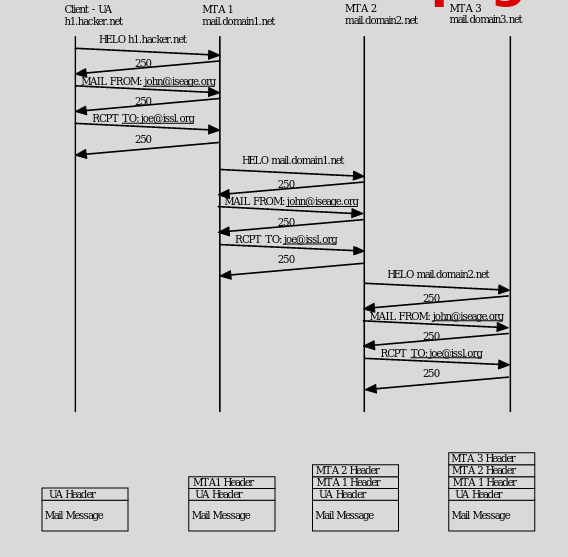 Client - UA
h1.hacker.net
MTA 1
mail.domain1.net
MTA 2
mail.domain2.net
MTA 3
mail.domain3.net
HELO h1.hacker.net
250
MAIL FROM: john@iseage.org
250
RCPT TO: joe@issl.org
250
HELO mail.domain1.net
250
MAIL FROM: john@iseage.org
250
RCPT TO: joe@issl.org
250
HELO mail.domain2.net
250
MAIL FROM: john@iseage.org
250
RCPT TO: joe@issl.org
250
UA Header
Mail Message
MTA1 Header
UA Header
Mail Message
MTA 2 Header
MTA 1 Header
UA Header
Mail Message
MTA 3 Header
MTA 2 Header
MTA 1 Header
UA Header
Mail Message